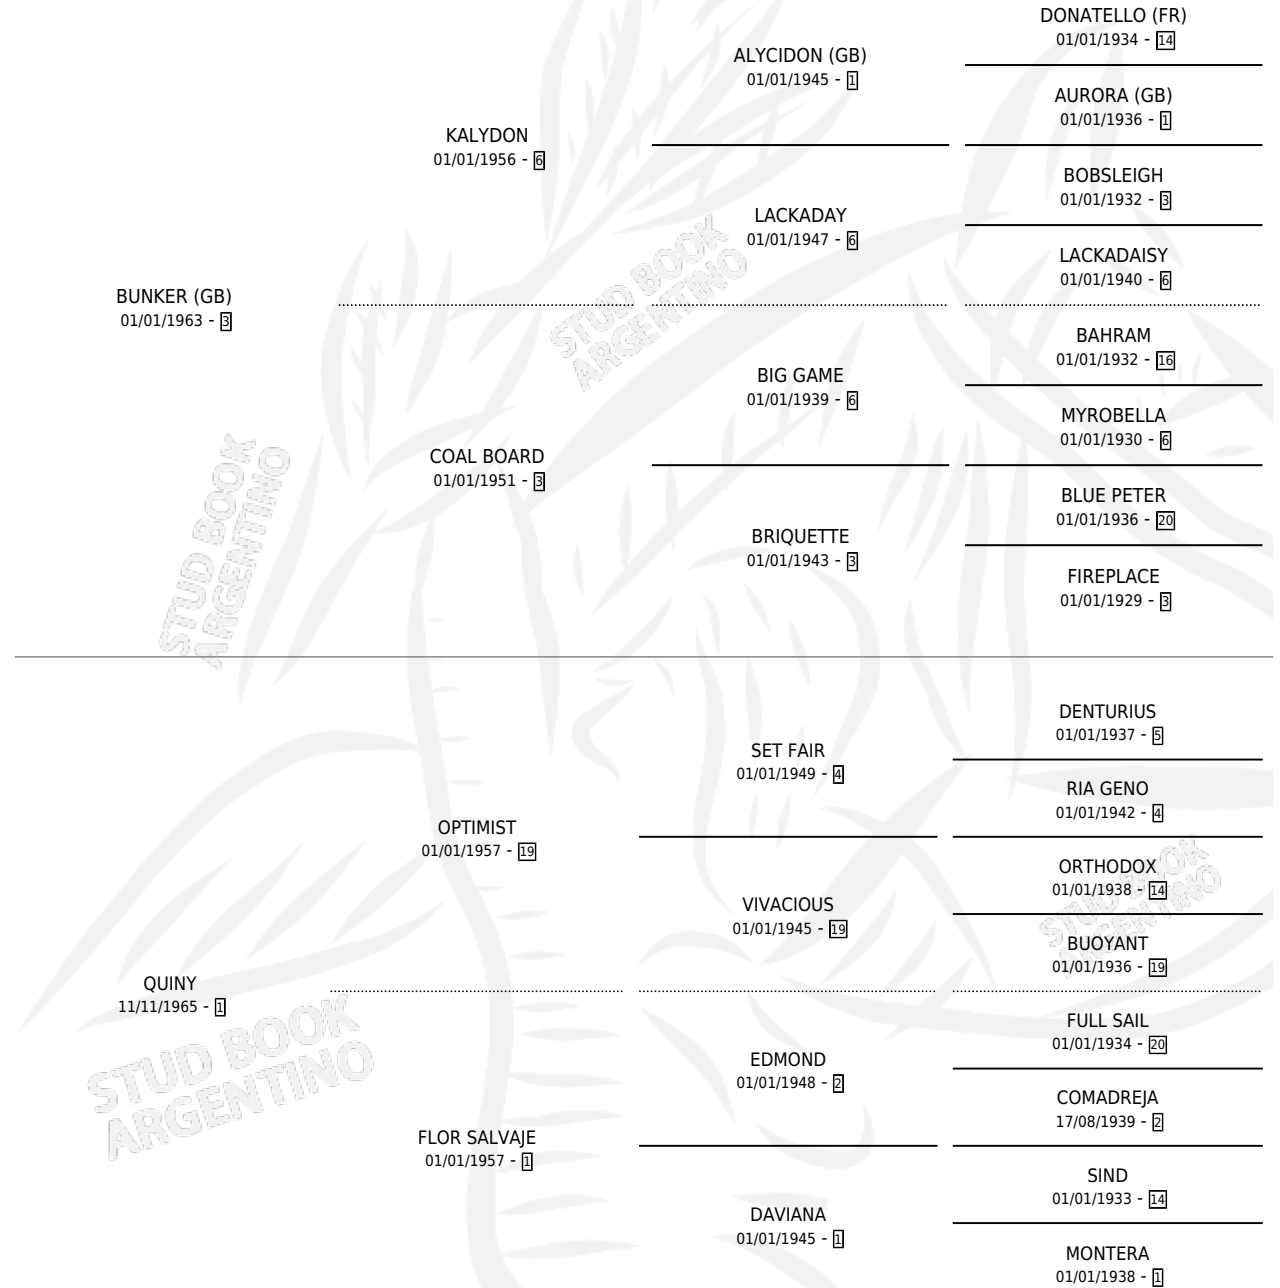 DONATELLO (FR)
01/01/1934 - 14
ALYCIDON (GB)
01/01/1945 - 1
AURORA (GB)
01/01/1936 - 1
KALYDON
01/01/1956 - 6
BOBSLEIGH
01/01/1932 - 3
LACKADAY
01/01/1947 - 6
LACKADAISY
01/01/1940 - 6
BUNKER (GB)
01/01/1963 - 3
BAHRAM
01/01/1932 - 16
BIG GAME
01/01/1939 - 6
MYROBELLA
01/01/1930 - 6
COAL BOARD
01/01/1951 - 3
BLUE PETER
01/01/1936 - 20
BRIQUETTE
01/01/1943 - 3
FIREPLACE
01/01/1929 - 3
DENTURIUS
01/01/1937 - 5
SET FAIR
01/01/1949 - 4
RIA GENO
01/01/1942 - 4
OPTIMIST
01/01/1957 - 19
ORTHODOX
01/01/1938 - 14
VIVACIOUS
01/01/1945 - 19
BUOYANT
01/01/1936 - 19
QUINY
11/11/1965 - 1
FULL SAIL
01/01/1934 - 20
EDMOND
01/01/1948 - 2
COMADREJA
17/08/1939 - 2
FLOR SALVAJE
01/01/1957 - 1
SIND
01/01/1933 - 14
DAVIANA
01/01/1945 - 1
MONTERA
01/01/1938 - 1
STUD BOOK
ARGENTINO
STUD BOOK
ARGENTINO
STUD BOOK
ARGENTINO
STUD BOOK
ARGENTINO